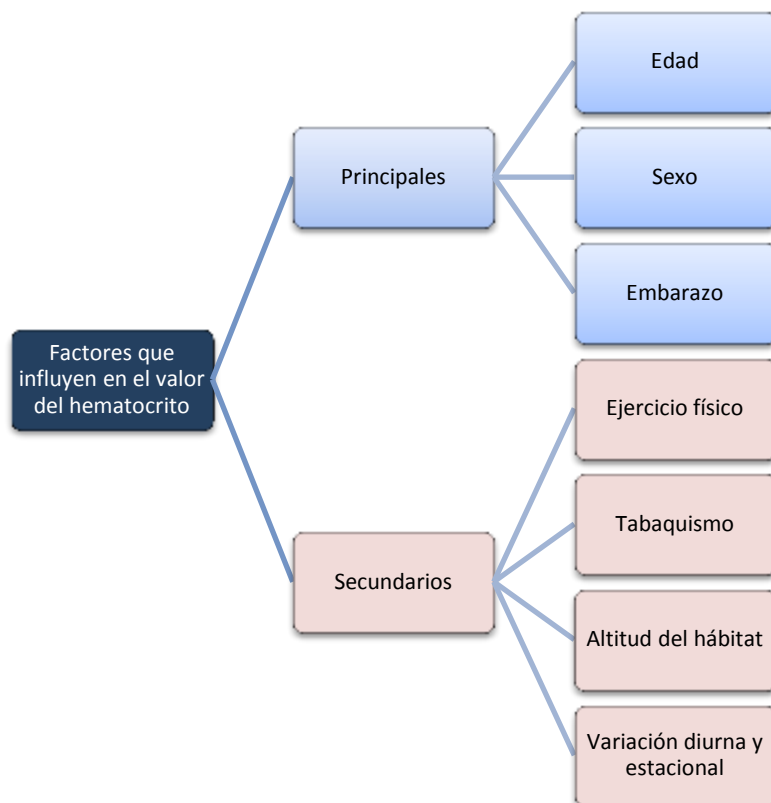 Factores que
influyen en el valor
del hematocrito
Principales
Edad
Sexo
Embarazo
Secundarios
Ejercicio físico
Tabaquismo
Altitud del hábitat
Variación diurna y
estacional